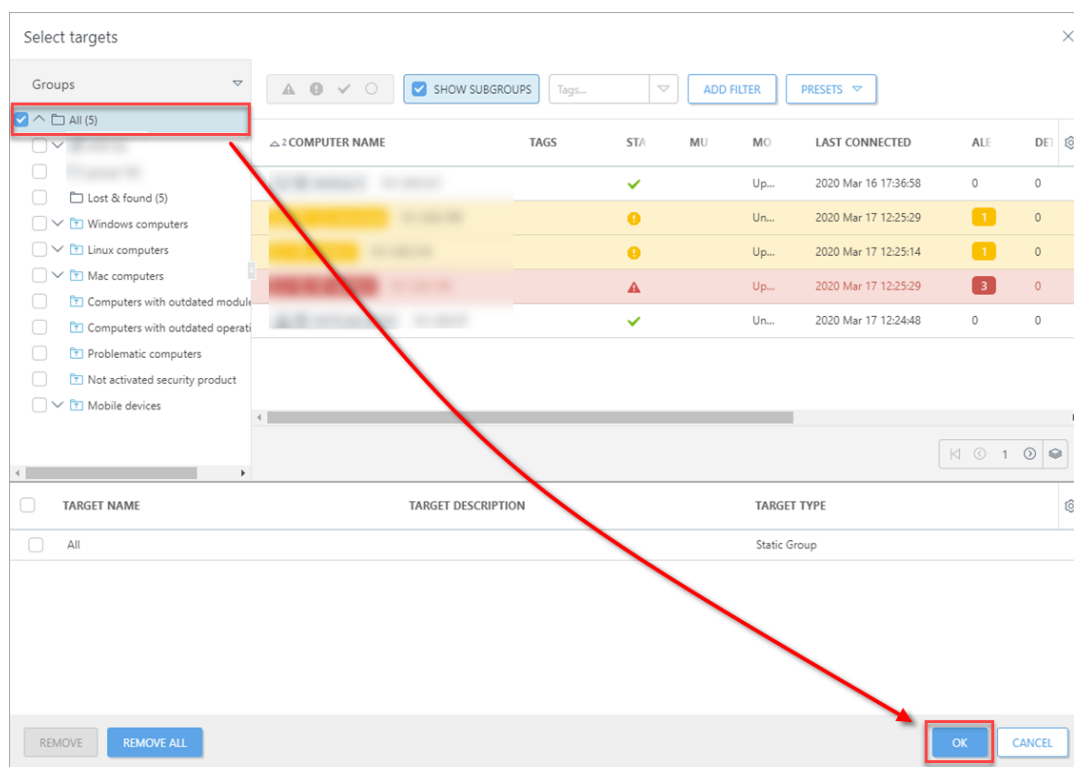 Select targets
Groups
SHOW SUBGROUPS
Tags...
ADD FILTER
PRESETS
All (5)
Lost & found (5)
Windows computers
Linux computers
Mac computers
Computers with outdated module
Computers with outdated operati
Problematic computers
Not activated security product
Mobile devices
2 COMPUTER NAME TAGS STA MU MO LAST CONNECTED ALE DET
Up... 2020 Mar 16 17:36:58 0 0
Un... 2020 Mar 17 12:25:29 1 0
Up... 2020 Mar 17 12:25:14 1 0
Up... 2020 Mar 17 12:25:29 3 0
Un... 2020 Mar 17 12:24:48 0 0
1
TARGET NAME TARGET DESCRIPTION TARGET TYPE
All Static Group
REMOVE REMOVE ALL OK CANCEL